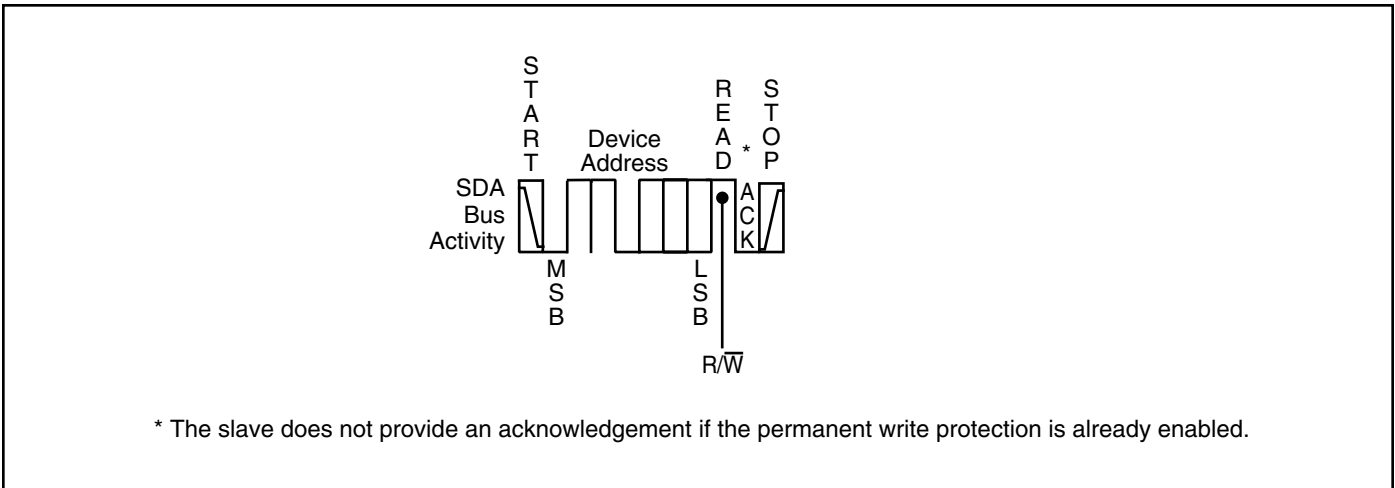 START
READ
STOP
Device
Address
*
SDA
Bus
Activity
ACK
MSB
LSB
R/W̅
* The slave does not provide an acknowledgement if the permanent write protection is already enabled.